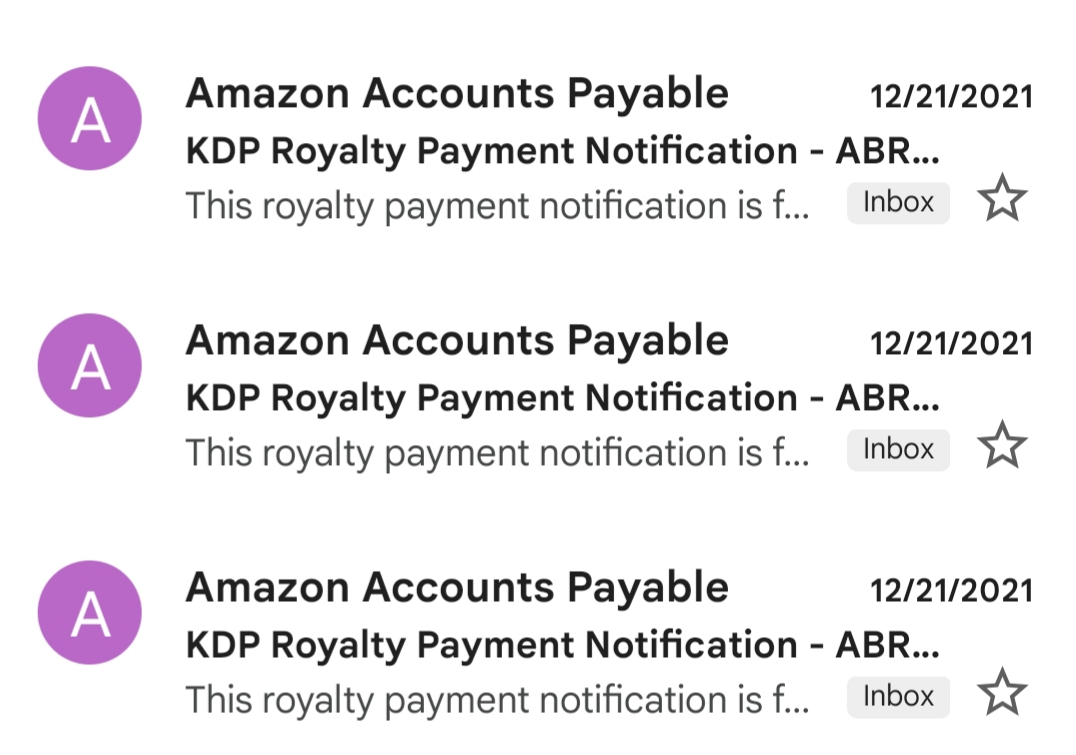 A
Amazon Accounts Payable 12/21/2021
KDP Royalty Payment Notification - ABR...
This royalty payment notification is f... Inbox
A
Amazon Accounts Payable 12/21/2021
KDP Royalty Payment Notification - ABR...
This royalty payment notification is f... Inbox
A
Amazon Accounts Payable 12/21/2021
KDP Royalty Payment Notification - ABR...
This royalty payment notification is f... Inbox